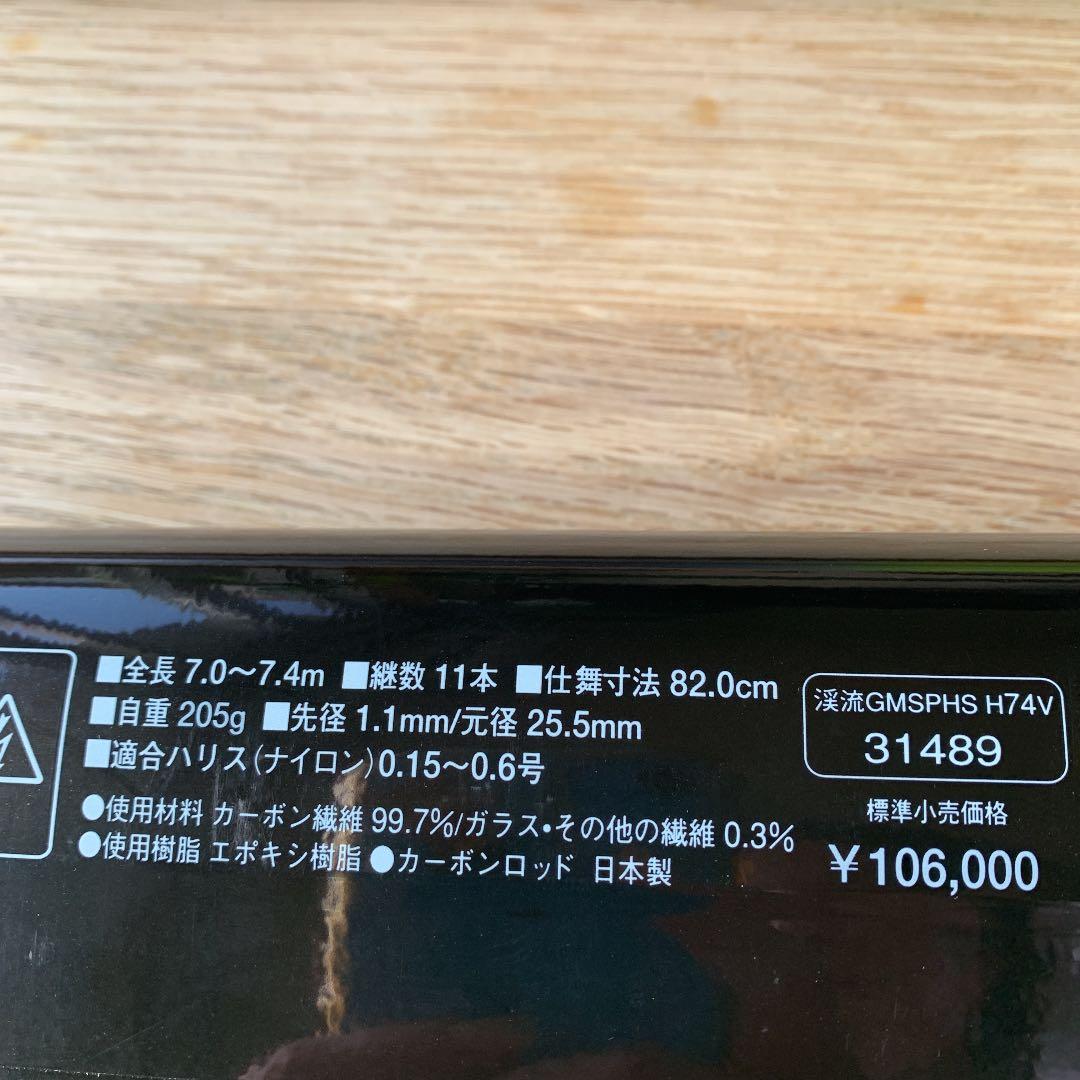 ■全長 7.0〜7.4m ■継数 11本 ■仕舞寸法 82.0cm
■自重 205g ■先径 1.1mm/元径 25.5mm
■適合ハリス(ナイロン)0.15〜0.6号
●使用材料 カーボン繊維 99.7%/ガラス・その他の繊維 0.3%
●使用樹脂 エポキシ樹脂 ●カーボンロッド 日本製
渓流GMSPHS H74V
31489
標準小売価格
¥106,000